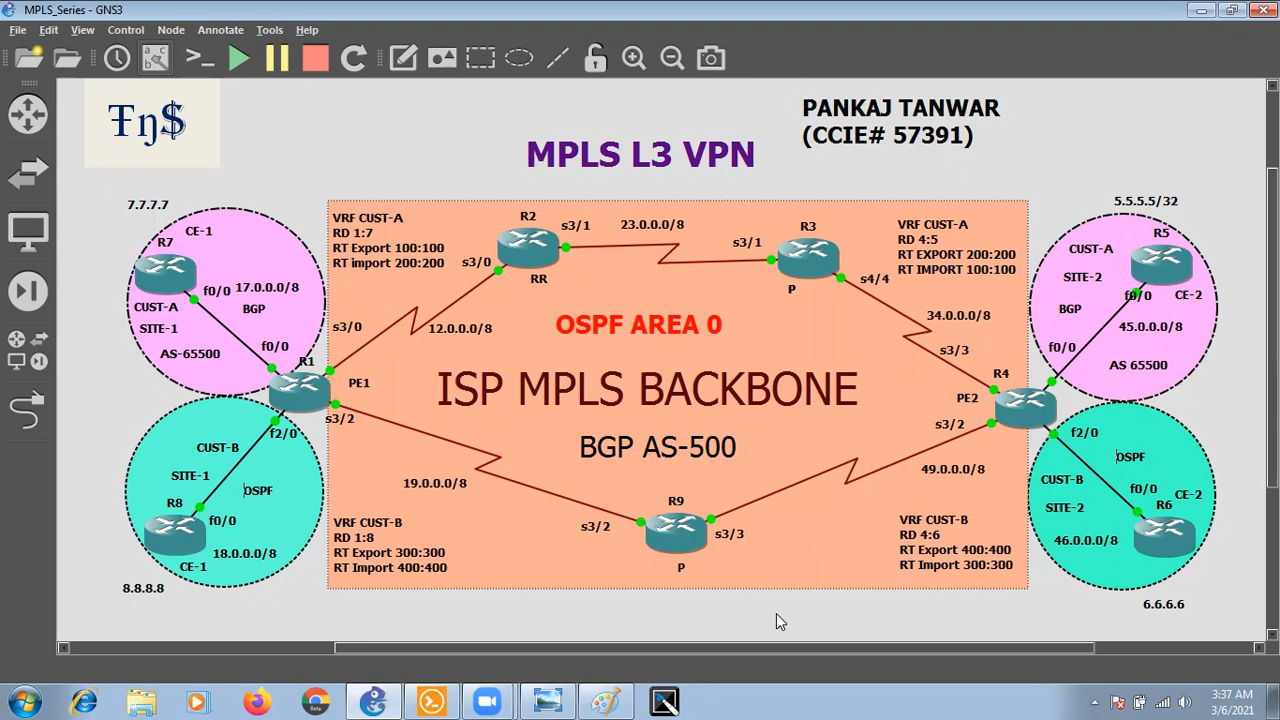 MPLS_Series - GNS3
File Edit View Control Node Annotate Tools Help
Ŧŋ$
PANKAJ TANWAR
(CCIE# 57391)
MPLS L3 VPN
7.7.7.7
CE-1
R7
f0/0
17.0.0.0/8
CUST-A
BGP
SITE-1
AS-65500
f0/0
R1
PE1
s3/0
s3/2
f2/0
CUST-B
SITE-1
OSPF
R8
f0/0
18.0.0.0/8
CE-1
8.8.8.8
VRF CUST-A
RD 1:7
RT Export 100:100
RT import 200:200
R2
s3/1
s3/0
RR
12.0.0.0/8
23.0.0.0/8
R3
s3/1
P
s4/4
VRF CUST-A
RD 4:5
RT EXPORT 200:200
RT IMPORT 100:100
34.0.0.0/8
s3/3
OSPF AREA 0
ISP MPLS BACKBONE
BGP AS-500
R4
PE2
s3/2
19.0.0.0/8
49.0.0.0/8
R9
s3/2
s3/3
P
VRF CUST-B
RD 1:8
RT Export 300:300
RT Import 400:400
VRF CUST-B
RD 4:6
RT Export 400:400
RT Import 300:300
5.5.5.5/32
R5
CUST-A
SITE-2
CE-2
f0/0
BGP
45.0.0.0/8
f0/0
AS 65500
f2/0
OSPF
CUST-B
f0/0
CE-2
SITE-2
R6
46.0.0.0/8
6.6.6.6
3:37 AM
3/6/2021